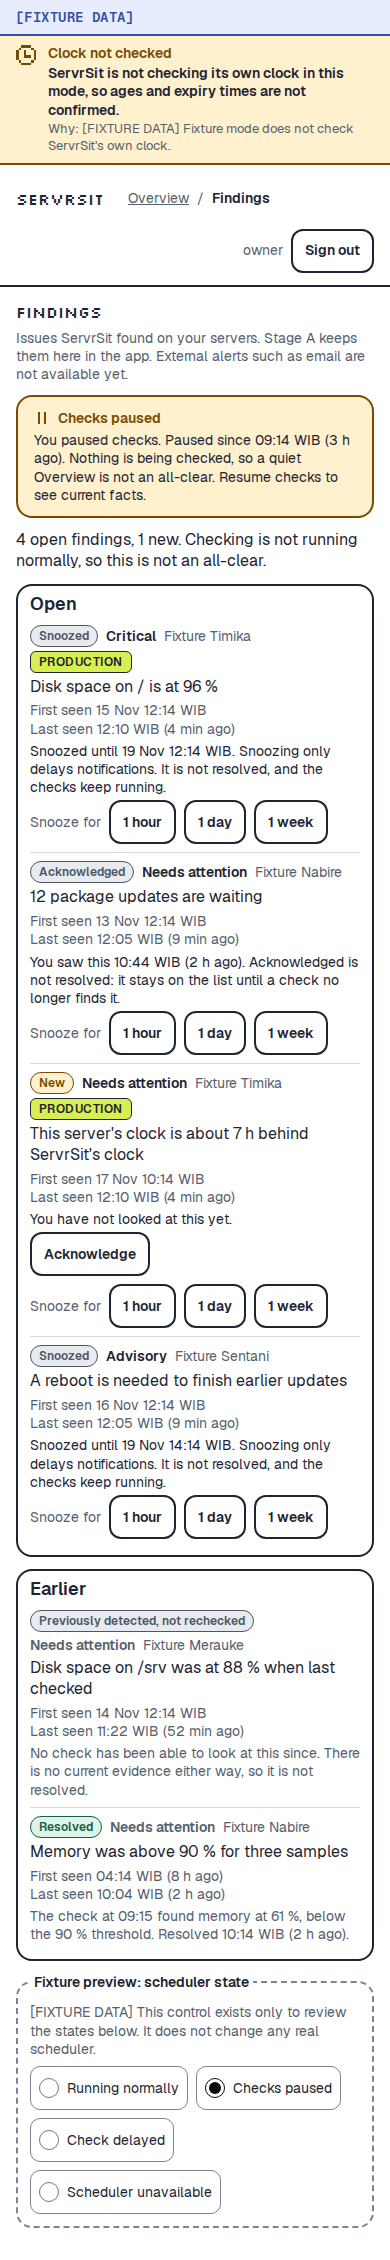 [FIXTURE DATA]
Clock not checked
ServrSit is not checking its own clock in this
mode, so ages and expiry times are not
confirmed.
Why: [FIXTURE DATA] Fixture mode does not check
ServrSit's own clock.
SERVRSIT Overview / Findings
owner Sign out
FINDINGS
Issues ServrSit found on your servers. Stage A keeps
them here in the app. External alerts such as email are
not available yet.
Checks paused
You paused checks. Paused since 09:14 WIB (3 h
ago). Nothing is being checked, so a quiet
Overview is not an all-clear. Resume checks to
see current facts.
4 open findings, 1 new. Checking is not running
normally, so this is not an all-clear.
Open
Snoozed Critical Fixture Timika
PRODUCTION
Disk space on / is at 96 %
First seen 15 Nov 12:14 WIB
Last seen 12:10 WIB (4 min ago)
Snoozed until 19 Nov 12:14 WIB. Snoozing only
delays notifications. It is not resolved, and the
checks keep running.
Snooze for 1 hour 1 day 1 week
Acknowledged Needs attention Fixture Nabire
12 package updates are waiting
First seen 13 Nov 12:14 WIB
Last seen 12:05 WIB (9 min ago)
You saw this 10:44 WIB (2 h ago). Acknowledged is
not resolved: it stays on the list until a check no
longer finds it.
Snooze for 1 hour 1 day 1 week
New Needs attention Fixture Timika
PRODUCTION
This server's clock is about 7 h behind
ServrSit's clock
First seen 17 Nov 10:14 WIB
Last seen 12:10 WIB (4 min ago)
You have not looked at this yet.
Acknowledge
Snooze for 1 hour 1 day 1 week
Snoozed Advisory Fixture Sentani
A reboot is needed to finish earlier updates
First seen 16 Nov 12:14 WIB
Last seen 12:05 WIB (9 min ago)
Snoozed until 19 Nov 14:14 WIB. Snoozing only
delays notifications. It is not resolved, and the
checks keep running.
Snooze for 1 hour 1 day 1 week
Earlier
Previously detected, not rechecked
Needs attention Fixture Merauke
Disk space on /srv was at 88 % when last
checked
First seen 14 Nov 12:14 WIB
Last seen 11:22 WIB (52 min ago)
No check has been able to look at this since. There
is no current evidence either way, so it is not
resolved.
Resolved Needs attention Fixture Nabire
Memory was above 90 % for three samples
First seen 04:14 WIB (8 h ago)
Last seen 10:04 WIB (2 h ago)
The check at 09:15 found memory at 61 %, below
the 90 % threshold. Resolved 10:14 WIB (2 h ago).
Fixture preview: scheduler state
[FIXTURE DATA] This control exists only to review
the states below. It does not change any real
scheduler.
Running normally Checks paused
Check delayed
Scheduler unavailable